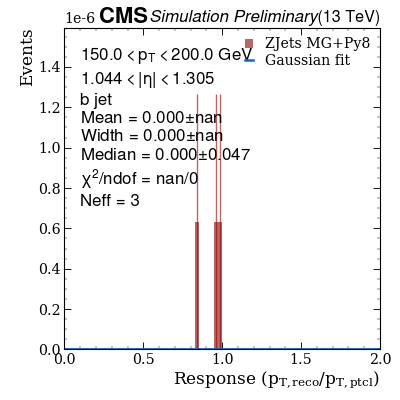 1e-6 CMS Simulation Preliminary (13 TeV)
Events
ZJets MG+Py8
Gaussian fit
150.0 < pT < 200.0 GeV
1.044 < |η| < 1.305
b jet
Mean = 0.000±nan
Width = 0.000±nan
Median = 0.000±0.047
χ²/ndof = nan/0
Neff = 3
1.4
1.2
1.0
0.8
0.6
0.4
0.2
0.0
0.0 0.5 1.0 1.5 2.0
Response (pT,reco/pT,ptcl)